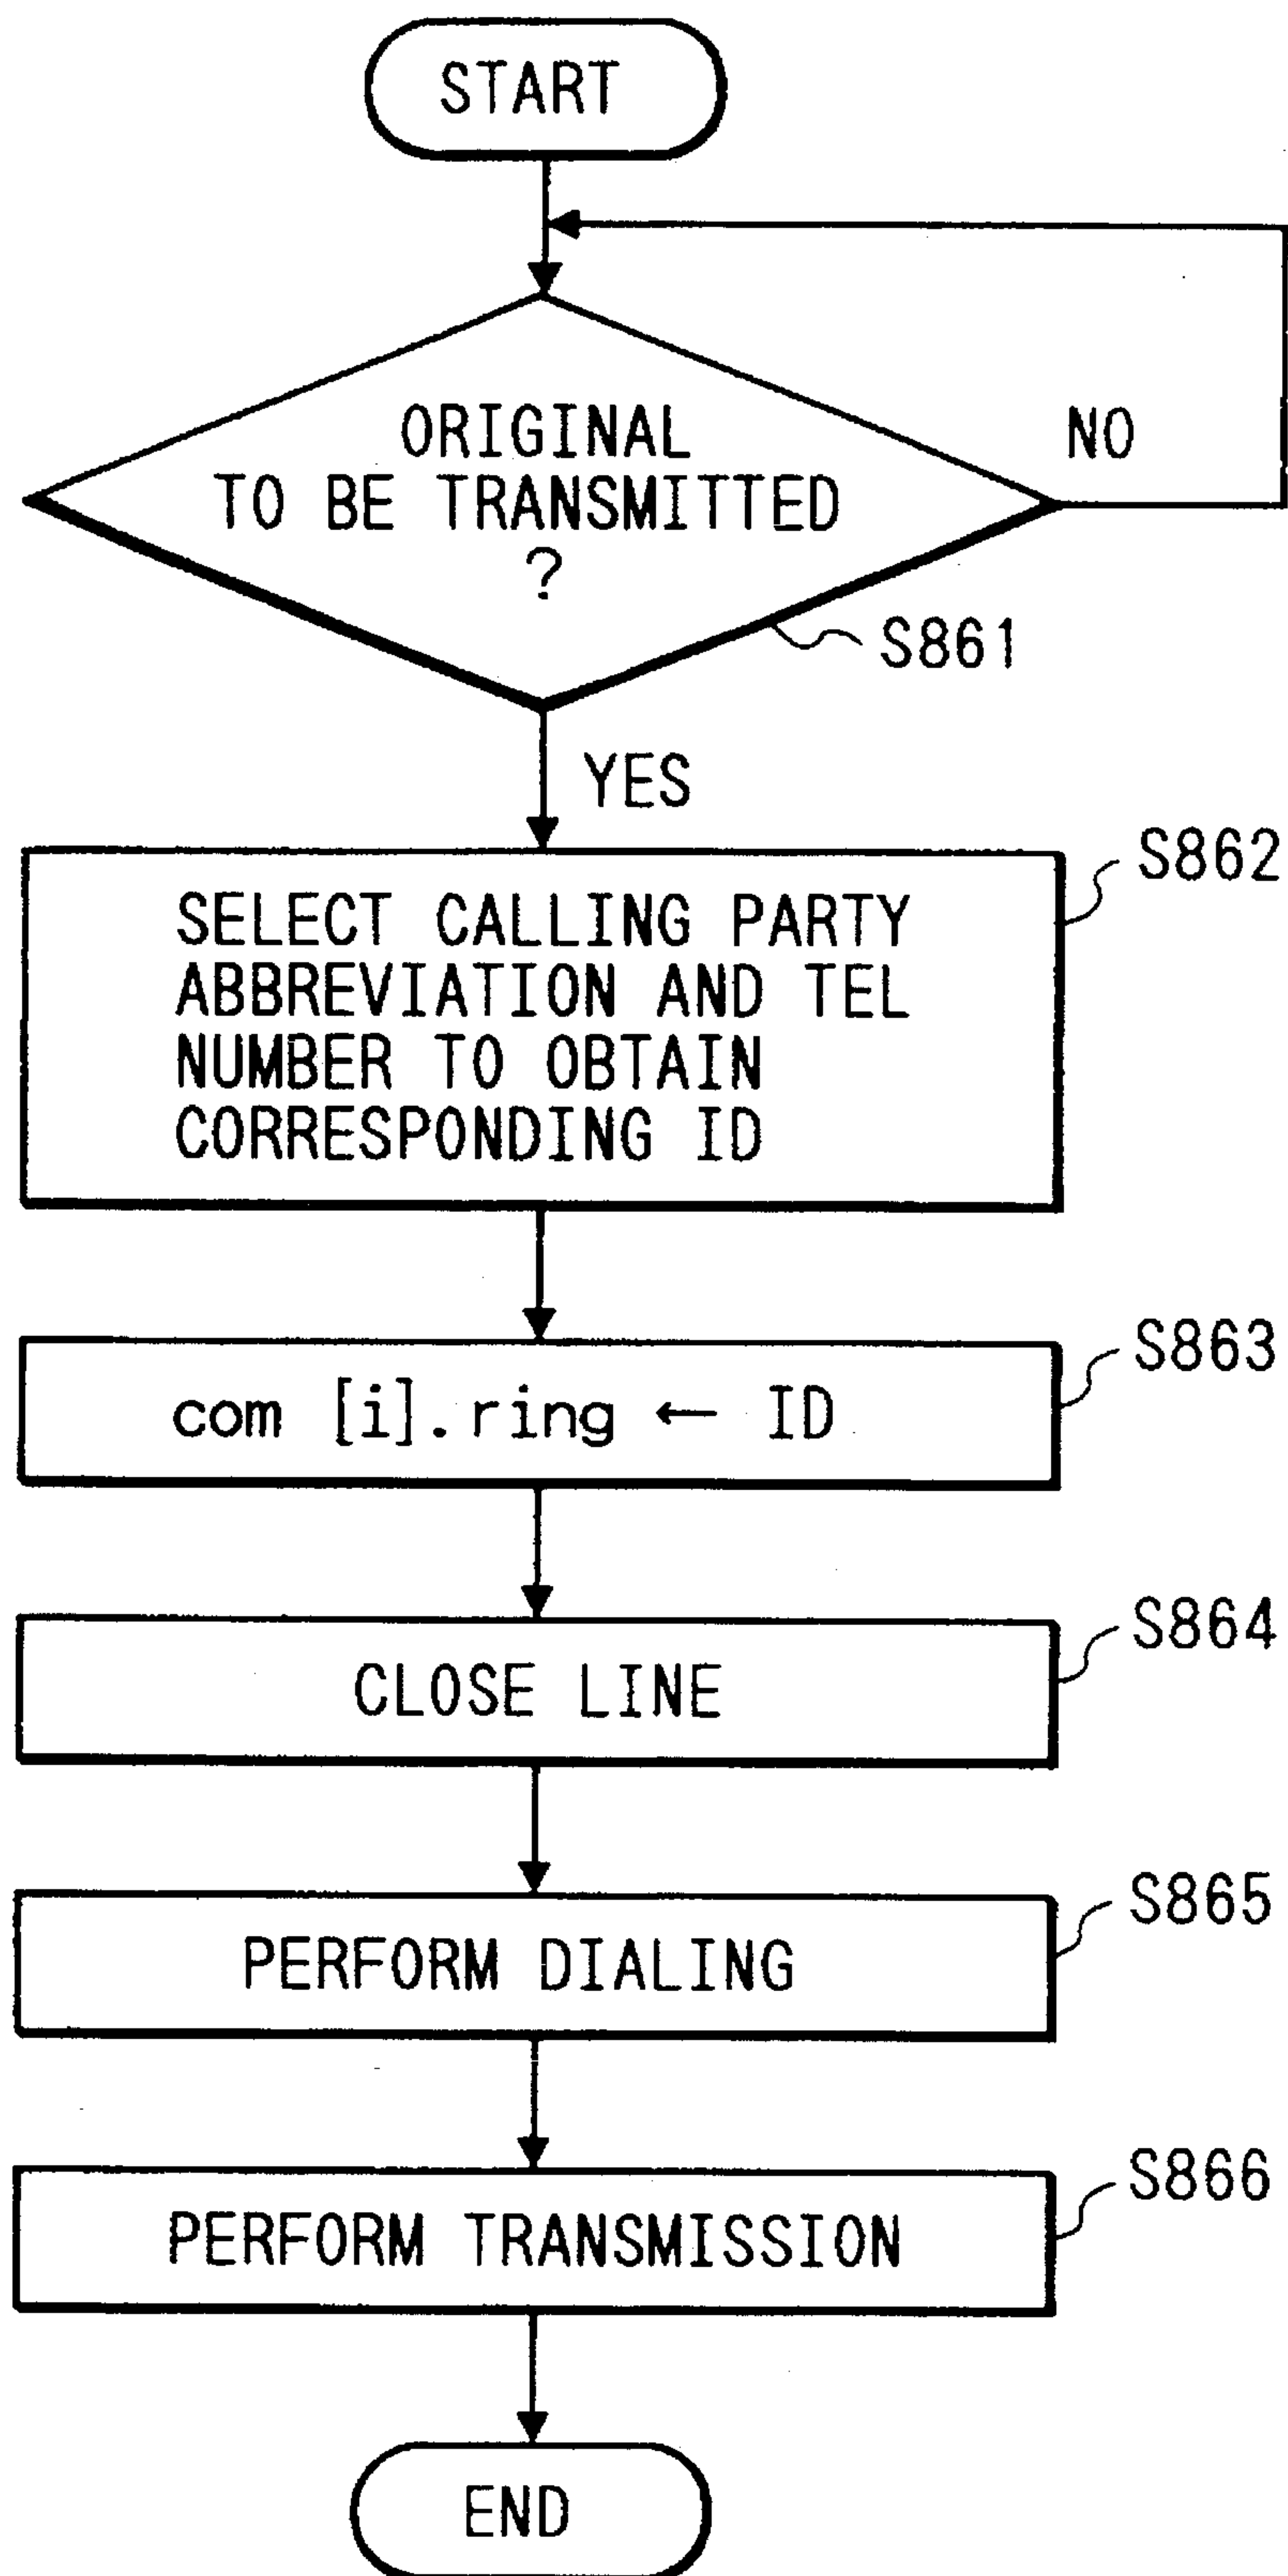 START
ORIGINAL
TO BE TRANSMITTED
?
NO
S861
YES
S862
SELECT CALLING PARTY
ABBREVIATION AND TEL
NUMBER TO OBTAIN
CORRESPONDING ID
S863
com [i].ring ← ID
S864
CLOSE LINE
S865
PERFORM DIALING
S866
PERFORM TRANSMISSION
END